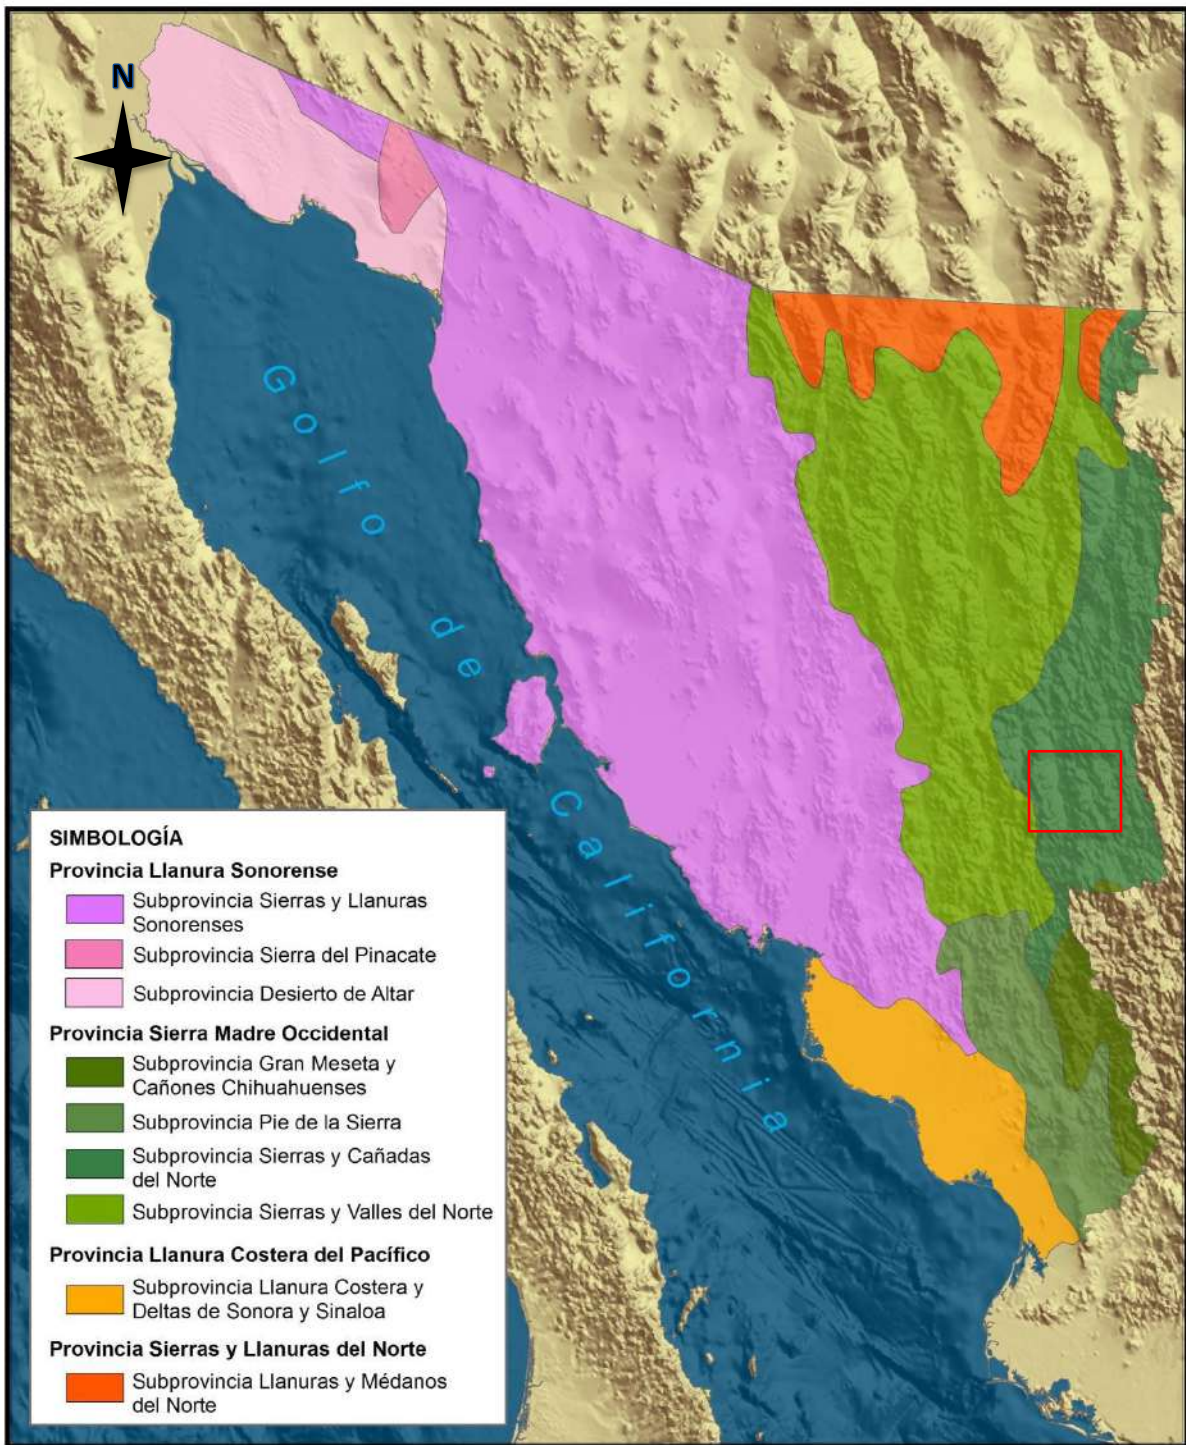 N
Golfo de California
SIMBOLOGÍA
Provincia Llanura Sonorense
Subprovincia Sierras y Llanuras
Sonorenses
Subprovincia Sierra del Pinacate
Subprovincia Desierto de Altar
Provincia Sierra Madre Occidental
Subprovincia Gran Meseta y
Cañones Chihuahuenses
Subprovincia Pie de la Sierra
Subprovincia Sierras y Cañadas
del Norte
Subprovincia Sierras y Valles del Norte
Provincia Llanura Costera del Pacífico
Subprovincia Llanura Costera y
Deltas de Sonora y Sinaloa
Provincia Sierras y Llanuras del Norte
Subprovincia Llanuras y Médanos
del Norte